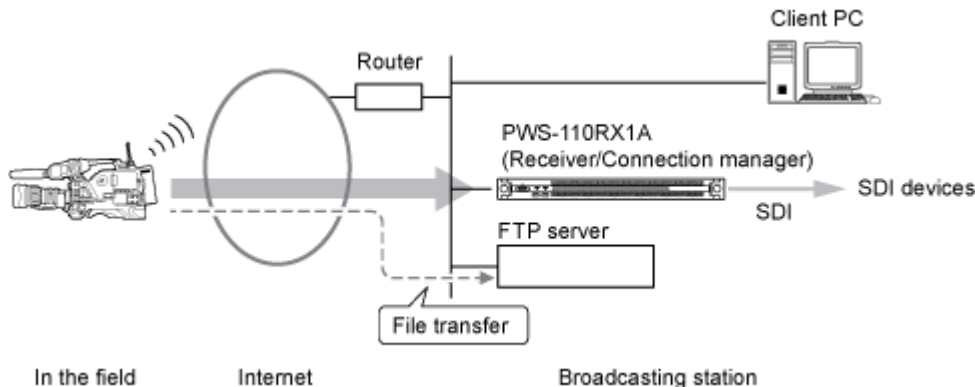 Client PC
Router
PWS-110RX1A
(Receiver/Connection manager)
SDI devices
SDI
FTP server
File transfer
In the field
Internet
Broadcasting station